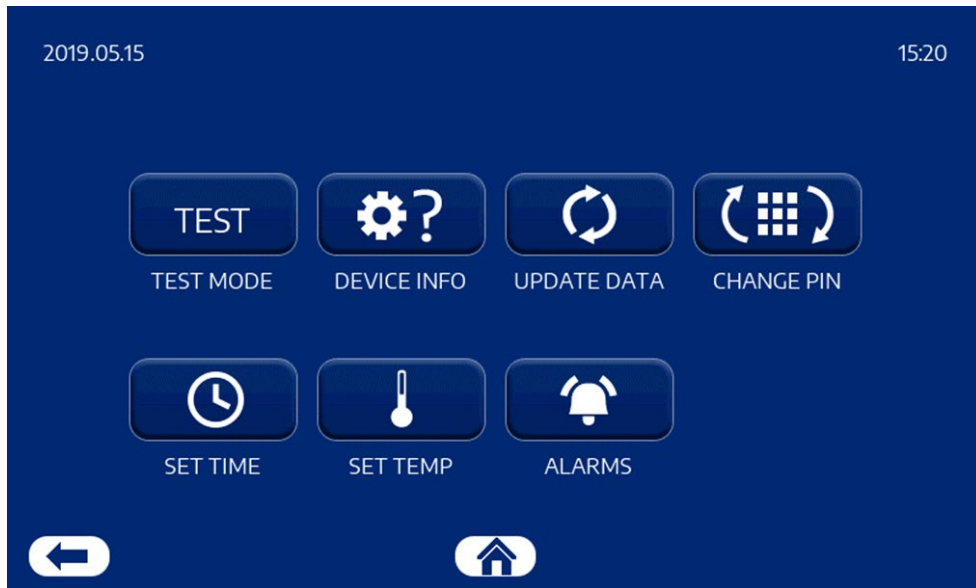 2019.05.15 15:20
TEST
TEST MODE DEVICE INFO UPDATE DATA CHANGE PIN
SET TIME SET TEMP ALARMS